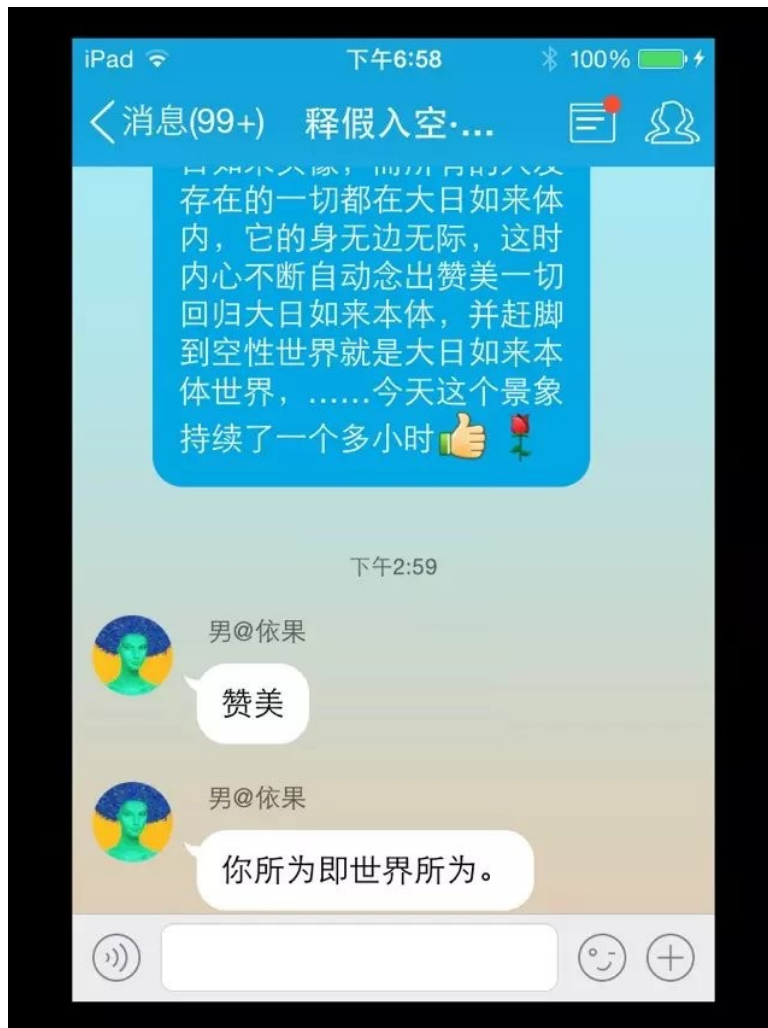 iPad 下午6:58 100%
消息(99+) 释假入空·...
存在的一切都在大日如来体
内，它的身无边无际，这时
内心不断自动念出赞美一切
回归大日如来本体，并赶脚
到空性世界就是大日如来本
体世界，……今天这个景象
持续了一个多小时
下午2:59
男@依果
赞美
男@依果
你所为即世界所为。